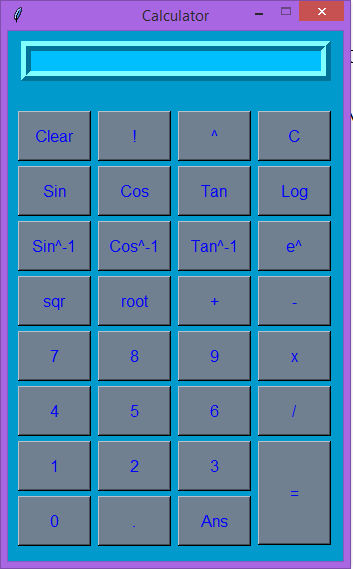 Calculator
Clear ! ^ C
Sin Cos Tan Log
Sin^-1 Cos^-1 Tan^-1 e^
sqr root + -
7 8 9 x
4 5 6 /
1 2 3
=
0 . Ans